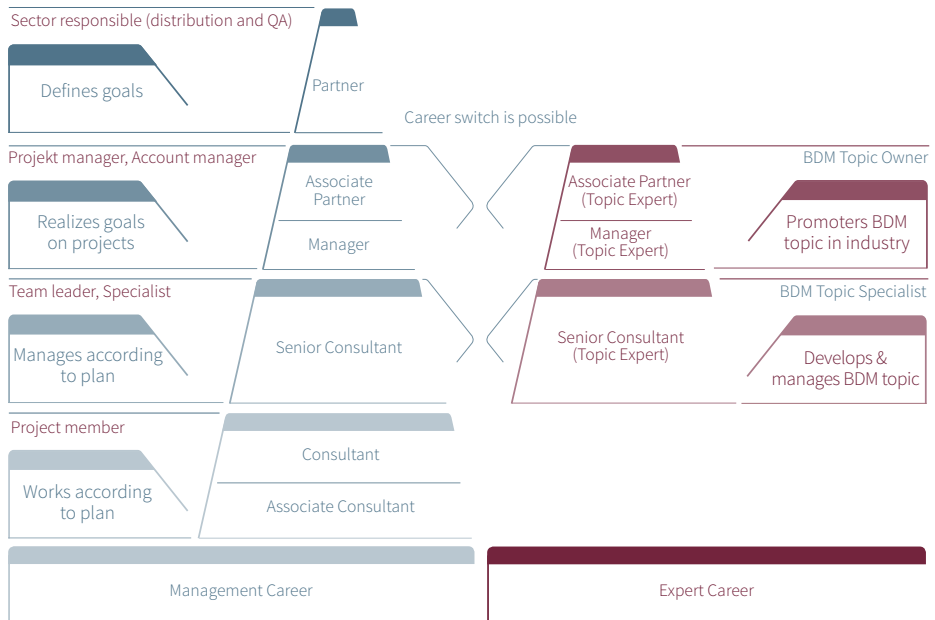 Sector responsible (distribution and QA)
Defines goals
Partner
Career switch is possible
Projekt manager, Account manager
Realizes goals
on projects
Associate
Partner
Manager
Associate Partner
(Topic Expert)
Manager
(Topic Expert)
BDM Topic Owner
Promoters BDM
topic in industry
Team leader, Specialist
Manages according
to plan
Senior Consultant
Senior Consultant
(Topic Expert)
BDM Topic Specialist
Develops &
manages BDM topic
Project member
Works according
to plan
Consultant
Associate Consultant
Management Career
Expert Career